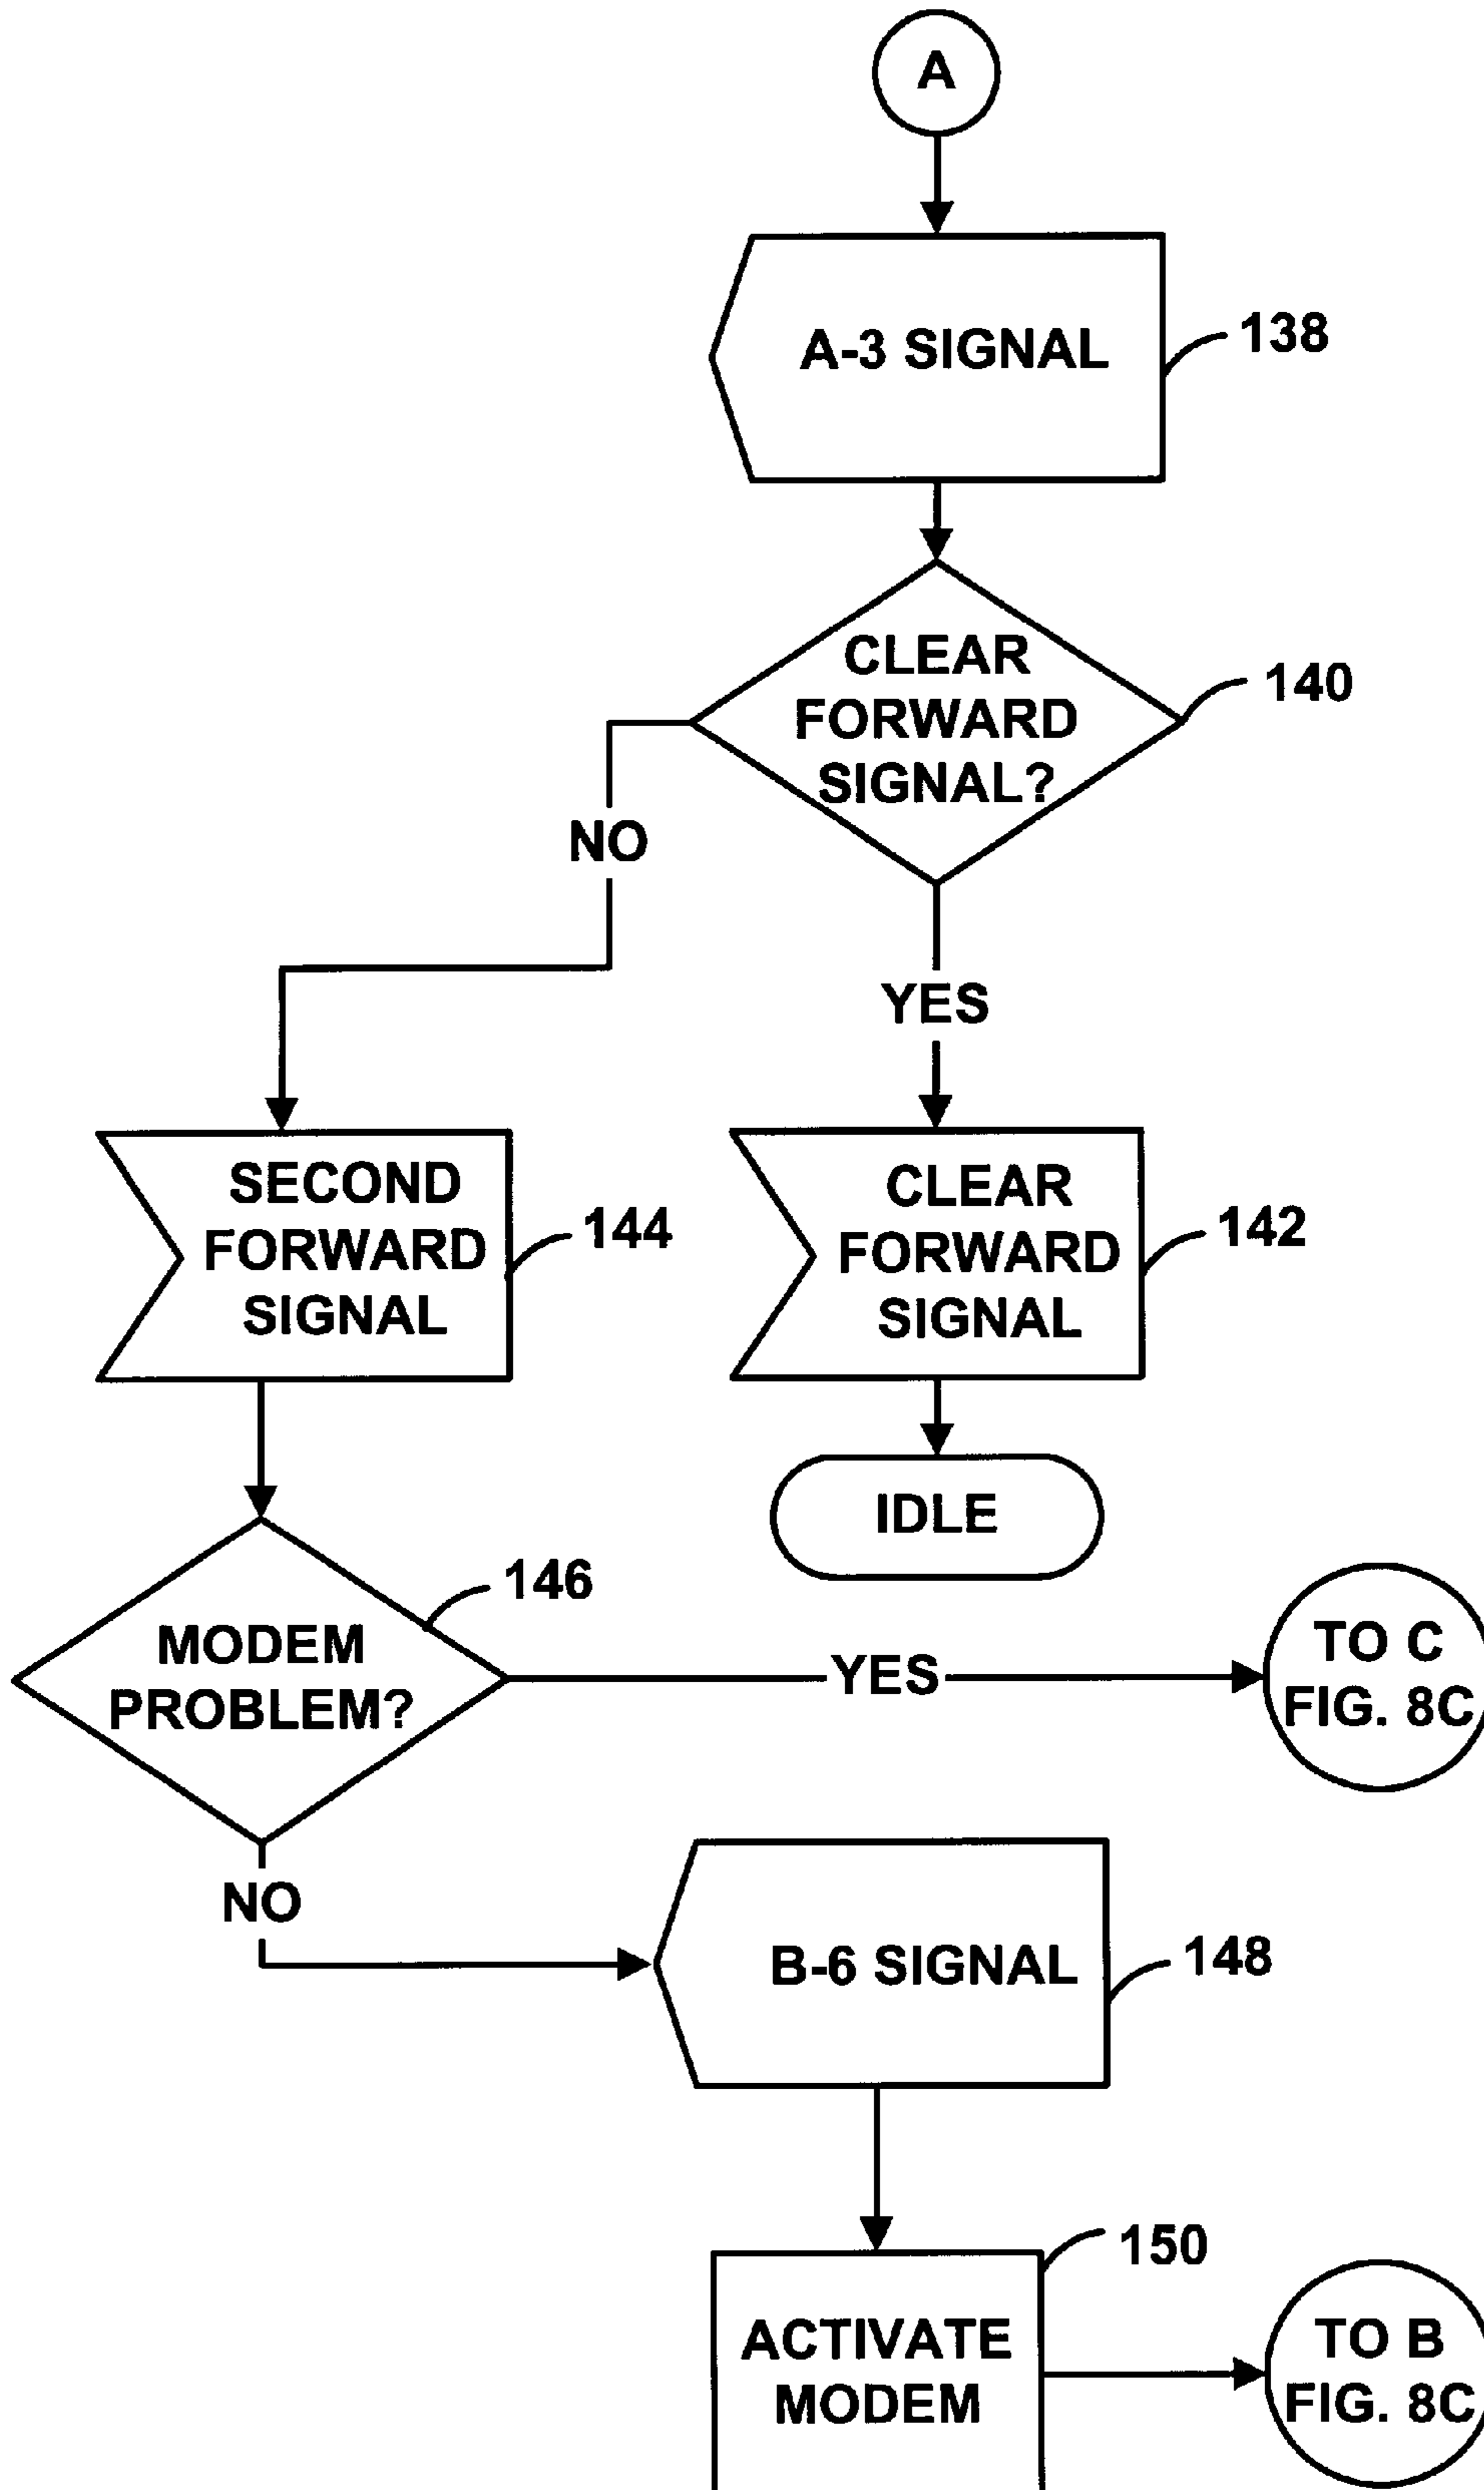 A
A-3 SIGNAL
138
CLEAR
FORWARD
SIGNAL?
140
NO
YES
SECOND
FORWARD
SIGNAL
144
CLEAR
FORWARD
SIGNAL
142
IDLE
MODEM
PROBLEM?
146
YES
TO C
FIG. 8C
NO
B-6 SIGNAL
148
ACTIVATE
MODEM
150
TO B
FIG. 8C